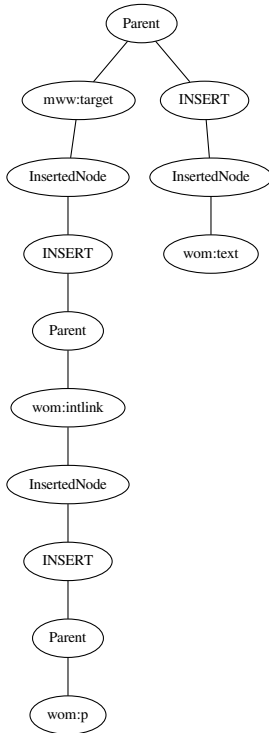 Parent
mww:target INSERT
InsertedNode InsertedNode
INSERT wom:text
Parent
wom:intlink
InsertedNode
INSERT
Parent
wom:p